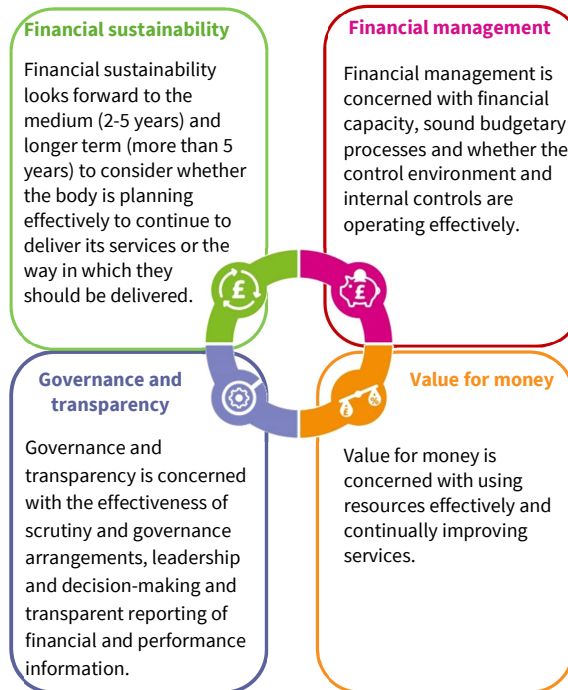 Financial sustainability
Financial sustainability
looks forward to the
medium (2-5 years) and
longer term (more than 5
years) to consider whether
the body is planning
effectively to continue to
deliver its services or the
way in which they
should be delivered.
Financial management
Financial management is
concerned with financial
capacity, sound budgetary
processes and whether the
control environment and
internal controls are
operating effectively.
£
£
Governance and
transparency
Governance and
transparency is concerned
with the effectiveness of
scrutiny and governance
arrangements, leadership
and decision-making and
transparent reporting of
financial and performance
information.
£ %
Value for money
Value for money is
concerned with using
resources effectively and
continually improving
services.